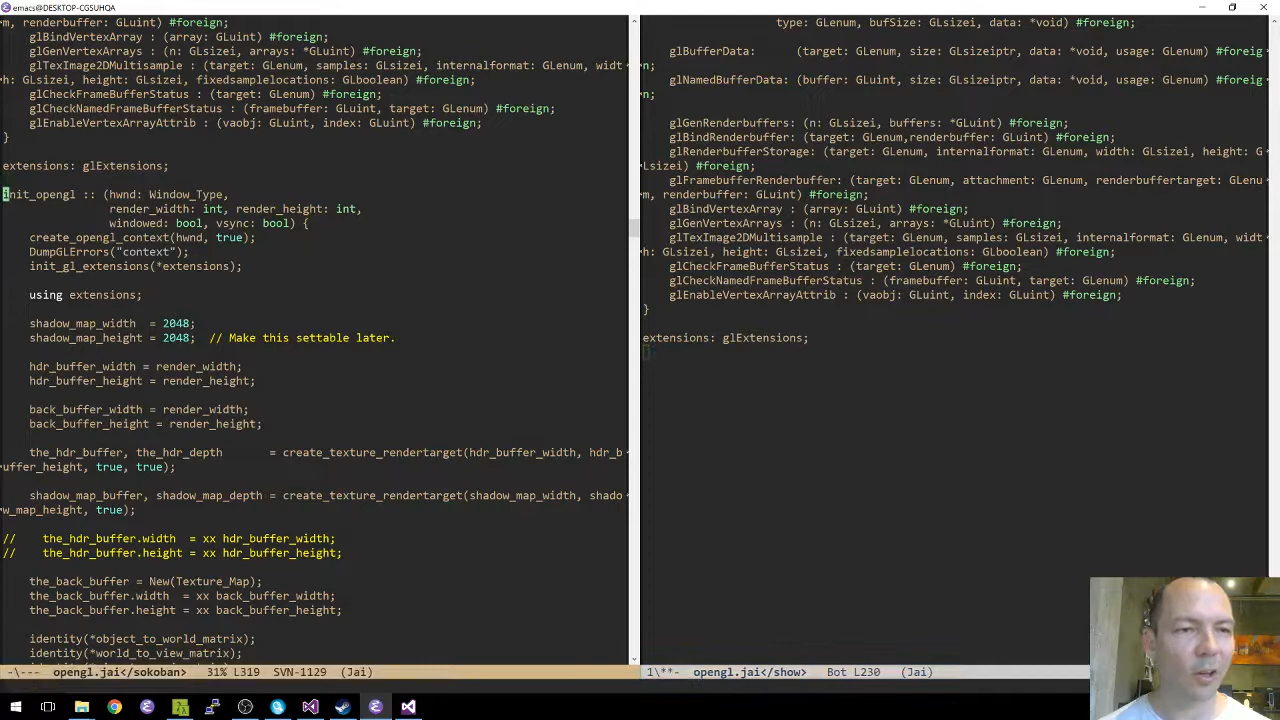 emacs@DESKTOP-CGSUHQA
m, renderbuffer: GLuint) #foreign;
    glBindVertexArray : (array: GLuint) #foreign;
    glGenVertexArrays : (n: GLsizei, arrays: *GLuint) #foreign;
    glTexImage2DMultisample : (target: GLenum, samples: GLsizei, internalformat: GLenum, widt
h: GLsizei, height: GLsizei, fixedsamplelocations: GLboolean) #foreign;
    glCheckFrameBufferStatus : (target: GLenum) #foreign;
    glCheckNamedFrameBufferStatus : (framebuffer: GLuint, target: GLenum) #foreign;
    glEnableVertexArrayAttrib : (vaobj: GLuint, index: GLuint) #foreign;
}
extensions: glExtensions;
init_opengl :: (hwnd: Window_Type,
                render_width: int, render_height: int,
                windowed: bool, vsync: bool) {
    create_opengl_context(hwnd, true);
    DumpGLErrors("context");
    init_gl_extensions(*extensions);
    using extensions;
    shadow_map_width  = 2048;
    shadow_map_height = 2048;  // Make this settable later.
    hdr_buffer_width = render_width;
    hdr_buffer_height = render_height;
    back_buffer_width = render_width;
    back_buffer_height = render_height;
    the_hdr_buffer, the_hdr_depth       = create_texture_rendertarget(hdr_buffer_width, hdr_b
uffer_height, true, true);
    shadow_map_buffer, shadow_map_depth = create_texture_rendertarget(shadow_map_width, shado
w_map_height, true);
//    the_hdr_buffer.width  = xx hdr_buffer_width;
//    the_hdr_buffer.height = xx hdr_buffer_height;
    the_back_buffer = New(Texture_Map);
    the_back_buffer.width  = xx back_buffer_width;
    the_back_buffer.height = xx back_buffer_height;
    identity(*object_to_world_matrix);
    identity(*world_to_view_matrix);
-\---  opengl.jai</sokoban>   31% L319  SVN-1129  (Jai)
                    type: GLenum, bufSize: GLsizei, data: *void) #foreign;
    glBufferData:      (target: GLenum, size: GLsizeiptr, data: *void, usage: GLenum) #foreig
n;
    glNamedBufferData: (buffer: GLuint, size: GLsizeiptr, data: *void, usage: GLenum) #foreig
n;
    glGenRenderbuffers: (n: GLsizei, buffers: *GLuint) #foreign;
    glBindRenderbuffer: (target: GLenum,renderbuffer: GLuint) #foreign;
    glRenderbufferStorage: (target: GLenum, internalformat: GLenum, width: GLsizei, height: G
Lsizei) #foreign;
    glFramebufferRenderbuffer: (target: GLenum, attachment: GLenum, renderbuffertarget: GLenu
m, renderbuffer: GLuint) #foreign;
    glBindVertexArray : (array: GLuint) #foreign;
    glGenVertexArrays : (n: GLsizei, arrays: *GLuint) #foreign;
    glTexImage2DMultisample : (target: GLenum, samples: GLsizei, internalformat: GLenum, widt
h: GLsizei, height: GLsizei, fixedsamplelocations: GLboolean) #foreign;
    glCheckFrameBufferStatus : (target: GLenum) #foreign;
    glCheckNamedFrameBufferStatus : (framebuffer: GLuint, target: GLenum) #foreign;
    glEnableVertexArrayAttrib : (vaobj: GLuint, index: GLuint) #foreign;
}
extensions: glExtensions;
1\**-  opengl.jai</show>   Bot L230   (Jai)